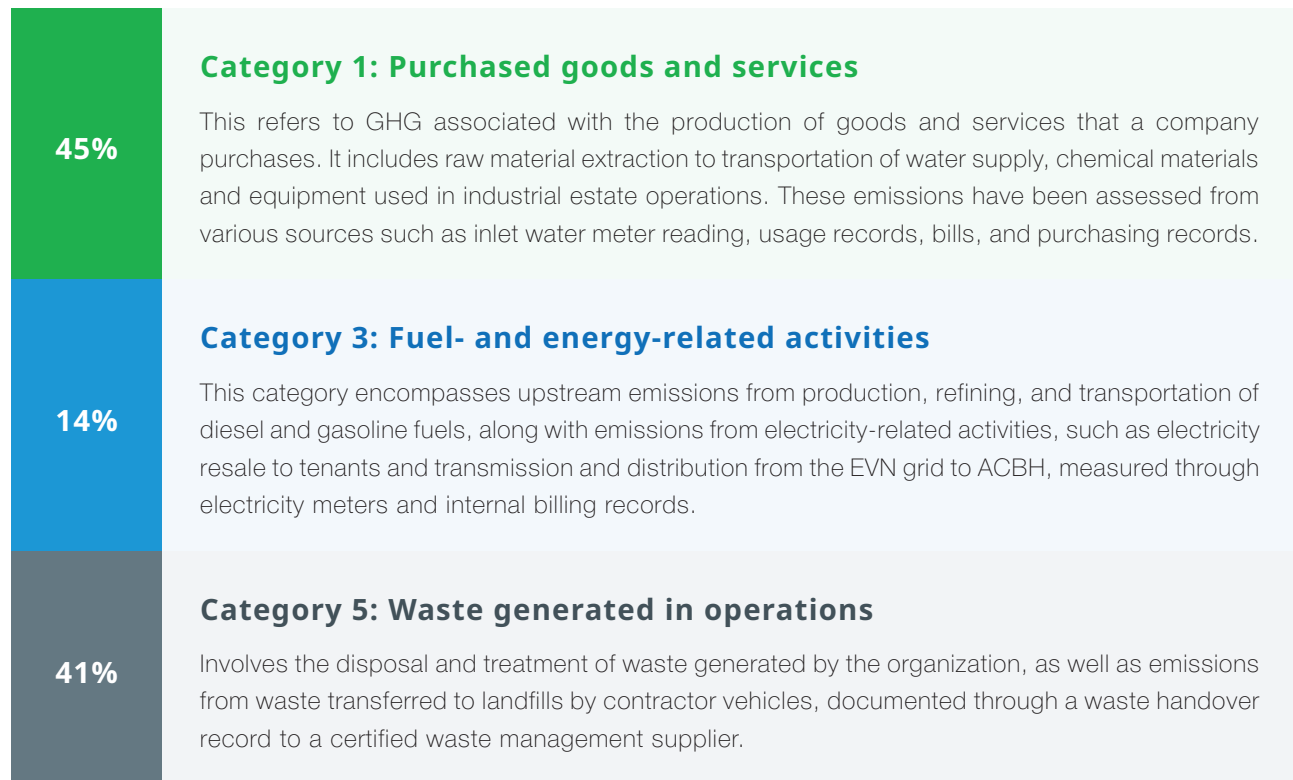 45%
Category 1: Purchased goods and services
This refers to GHG associated with the production of goods and services that a company
purchases. It includes raw material extraction to transportation of water supply, chemical materials
and equipment used in industrial estate operations. These emissions have been assessed from
various sources such as inlet water meter reading, usage records, bills, and purchasing records.
14%
Category 3: Fuel- and energy-related activities
This category encompasses upstream emissions from production, refining, and transportation of
diesel and gasoline fuels, along with emissions from electricity-related activities, such as electricity
resale to tenants and transmission and distribution from the EVN grid to ACBH, measured through
electricity meters and internal billing records.
41%
Category 5: Waste generated in operations
Involves the disposal and treatment of waste generated by the organization, as well as emissions
from waste transferred to landfills by contractor vehicles, documented through a waste handover
record to a certified waste management supplier.